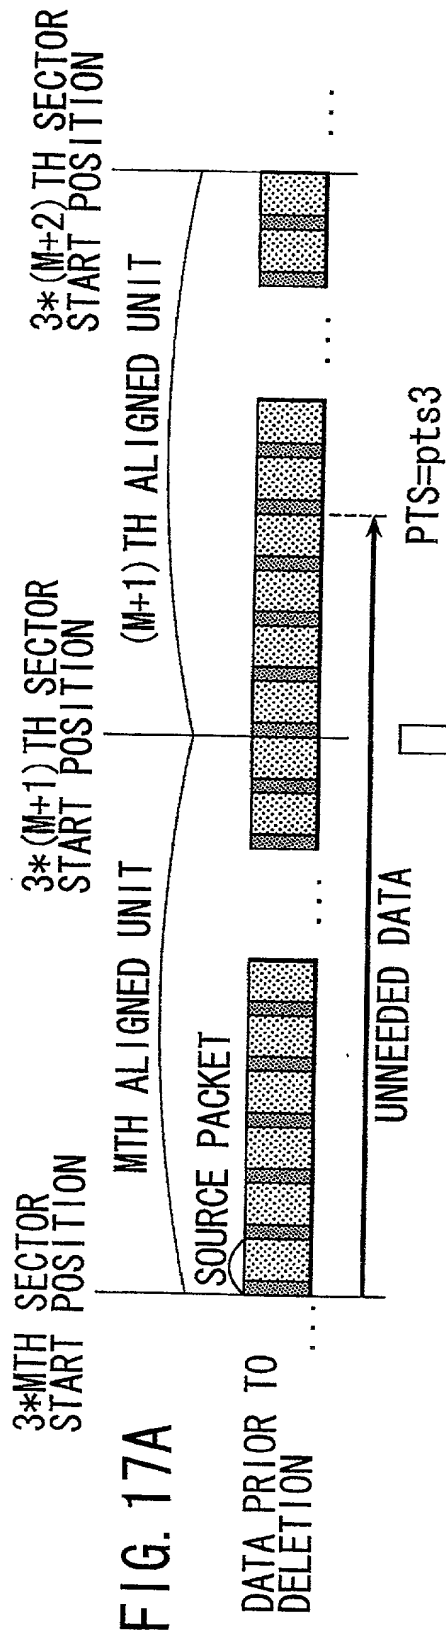 FIG. 17A
3*MTH SECTOR
START POSITION
3*(M+1)TH SECTOR
START POSITION
3*(M+2)TH SECTOR
START POSITION
MTH ALIGNED UNIT
(M+1)TH ALIGNED UNIT
SOURCE PACKET
DATA PRIOR TO
DELETION
...
...
...
...
UNNEEDED DATA
PTS=pts3